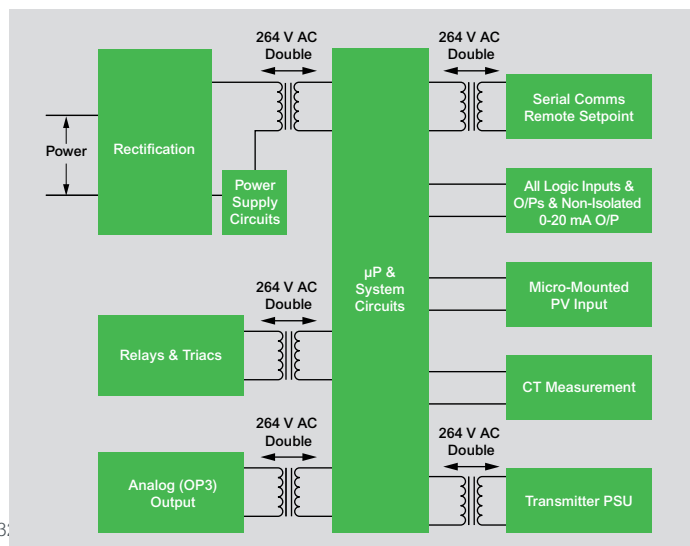 264 V AC
Double
264 V AC
Double
Power
Rectification
Power
Supply
Circuits
µP &
System
Circuits
Serial Comms
Remote Setpoint
All Logic Inputs &
O/Ps & Non-Isolated
0-20 mA O/P
264 V AC
Double
Relays & Triacs
Micro-Mounted
PV Input
CT Measurement
264 V AC
Double
Analog (OP3)
Output
264 V AC
Double
Transmitter PSU